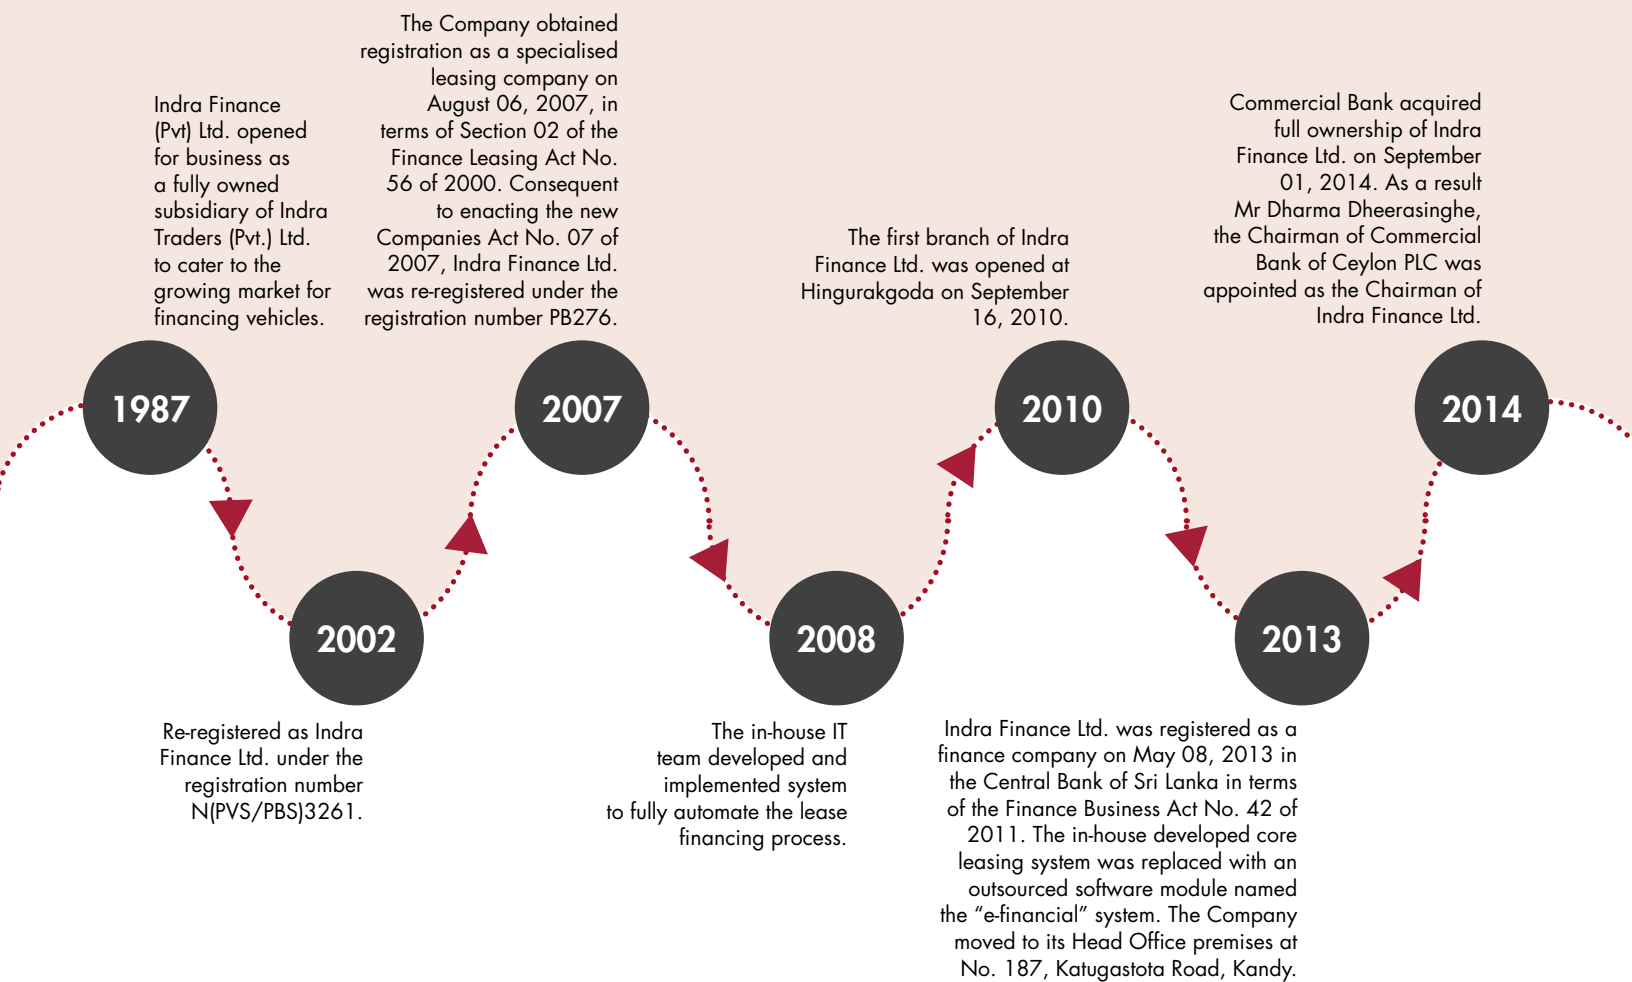 Indra Finance
(Pvt) Ltd. opened
for business as
a fully owned
subsidiary of Indra
Traders (Pvt.) Ltd.
to cater to the
growing market for
financing vehicles.
1987
2002
Re-registered as Indra
Finance Ltd. under the
registration number
N(PVS/PBS)3261.
The Company obtained
registration as a specialised
leasing company on
August 06, 2007, in
terms of Section 02 of the
Finance Leasing Act No.
56 of 2000. Consequent
to enacting the new
Companies Act No. 07 of
2007, Indra Finance Ltd.
was re-registered under the
registration number PB276.
2007
2008
The in-house IT
team developed and
implemented system
to fully automate the lease
financing process.
The first branch of Indra
Finance Ltd. was opened at
Hingurakgoda on September
16, 2010.
2010
2013
Indra Finance Ltd. was registered as a
finance company on May 08, 2013 in
the Central Bank of Sri Lanka in terms
of the Finance Business Act No. 42 of
2011. The in-house developed core
leasing system was replaced with an
outsourced software module named
the “e-financial” system. The Company
moved to its Head Office premises at
No. 187, Katugastota Road, Kandy.
Commercial Bank acquired
full ownership of Indra
Finance Ltd. on September
01, 2014. As a result
Mr Dharma Dheerasinghe,
the Chairman of Commercial
Bank of Ceylon PLC was
appointed as the Chairman of
Indra Finance Ltd.
2014